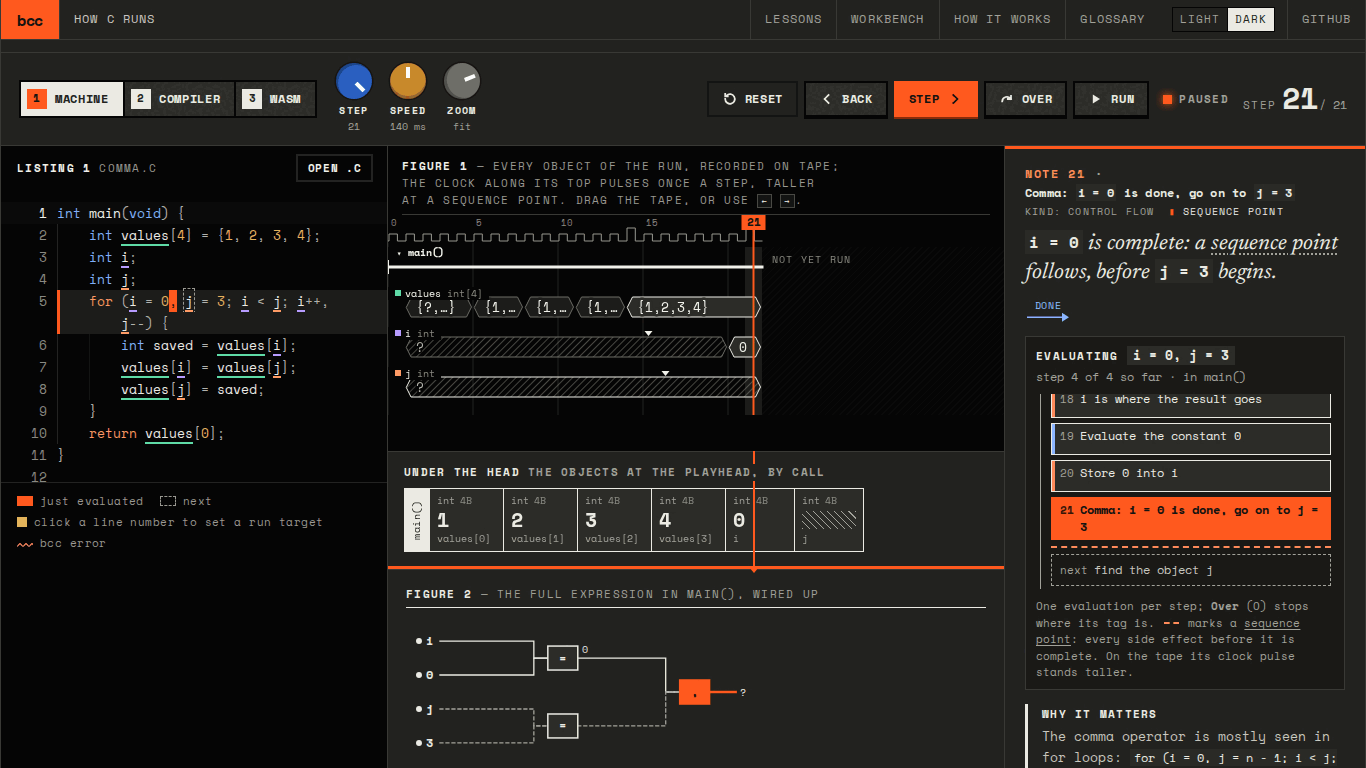 bcc HOW C RUNS LESSONS WORKBENCH HOW IT WORKS GLOSSARY LIGHT DARK GITHUB
1 MACHINE 2 COMPILER 3 WASM
STEP SPEED ZOOM
21 140 ms fit
RESET BACK STEP OVER RUN PAUSED STEP 21 / 21
LISTING 1 COMMA.C OPEN .C
1 int main(void) {
2 int values[4] = {1, 2, 3, 4};
3 int i;
4 int j;
5 for (i = 0, j = 3; i < j; i++,
j--) {
6 int saved = values[i];
7 values[i] = values[j];
8 values[j] = saved;
9 }
10 return values[0];
11 }
12
just evaluated next
click a line number to set a run target
bcc error
FIGURE 1 — EVERY OBJECT OF THE RUN, RECORDED ON TAPE;
THE CLOCK ALONG ITS TOP PULSES ONCE A STEP, TALLER
AT A SEQUENCE POINT. DRAG THE TAPE, OR USE ← →.
0 5 10 15 21
▾ main() NOT YET RUN
values int[4]
{?,…} {1,… {1,… {1,… {1,2,3,4}
i int
? 0
j int
?
UNDER THE HEAD THE OBJECTS AT THE PLAYHEAD, BY CALL
main()
int 4B int 4B int 4B int 4B int 4B int 4B
1 2 3 4 0
values[0] values[1] values[2] values[3] i j
FIGURE 2 — THE FULL EXPRESSION IN MAIN(), WIRED UP
i
= 0
0
, ?
j
=
3
NOTE 21 ·
Comma: i = 0 is done, go on to j = 3
KIND: CONTROL FLOW SEQUENCE POINT
i = 0 is complete: a sequence point
follows, before j = 3 begins.
DONE
EVALUATING i = 0, j = 3
step 4 of 4 so far · in main()
18 i is where the result goes
19 Evaluate the constant 0
20 Store 0 into i
21 Comma: i = 0 is done, go on to j =
3
next find the object j
One evaluation per step; Over (O) stops
where its tag is. -- marks a sequence
point: every side effect before it is
complete. On the tape its clock pulse
stands taller.
WHY IT MATTERS
The comma operator is mostly seen in
for loops: for (i = 0, j = n - 1; i < j;